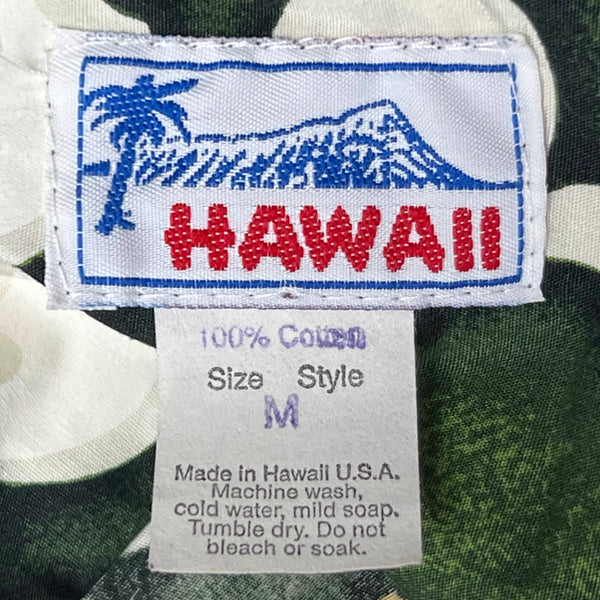 HAWAII
100% Cotton
Size Style
M
Made in Hawaii U.S.A.
Machine wash,
cold water, mild soap.
Tumble dry. Do not
bleach or soak.